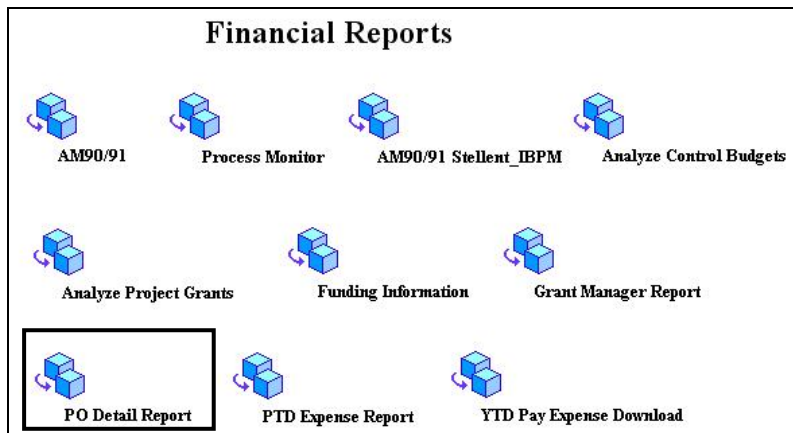 Financial Reports
AM90/91
Process Monitor
AM90/91 Stellent_IBPM
Analyze Control Budgets
Analyze Project Grants
Funding Information
Grant Manager Report
PO Detail Report
PTD Expense Report
YTD Pay Expense Download